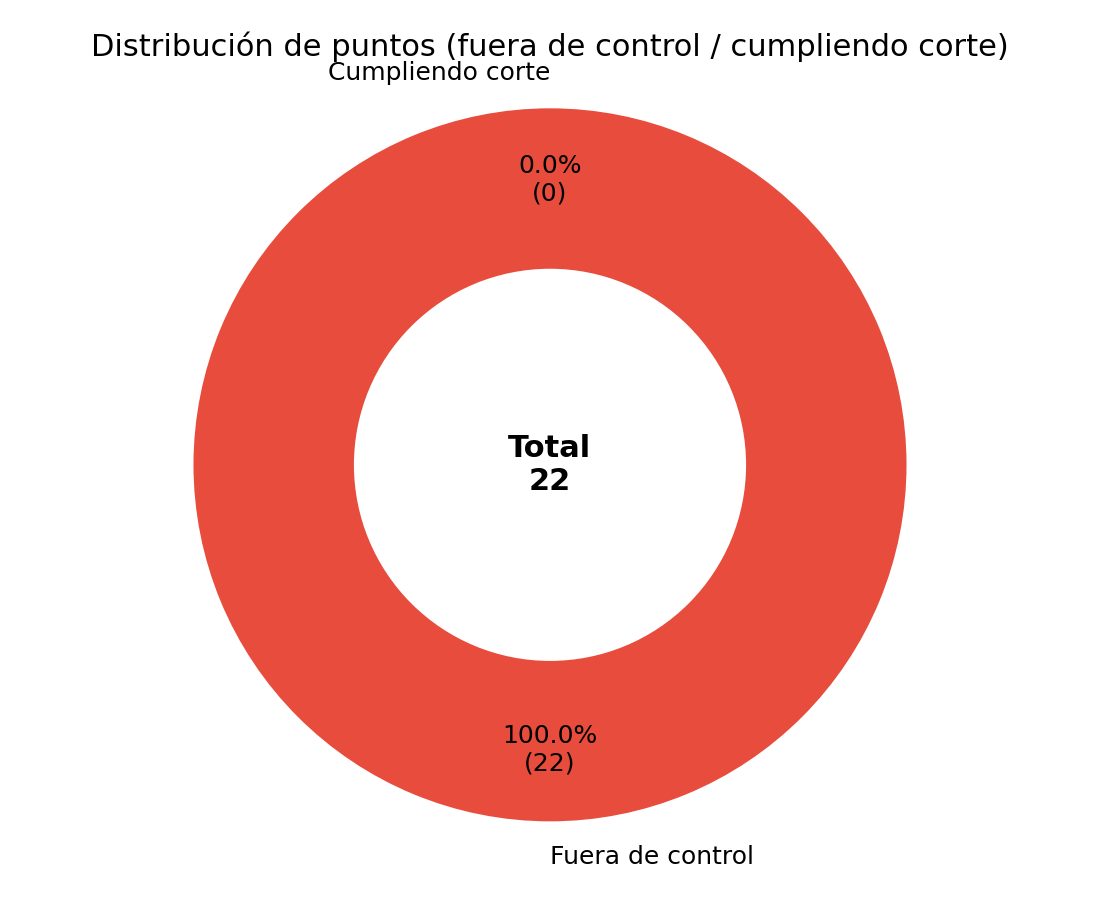 Distribución de puntos (fuera de control / cumpliendo corte)
Cumpliendo corte
0.0%
(0)
Total
22
100.0%
(22)
Fuera de control